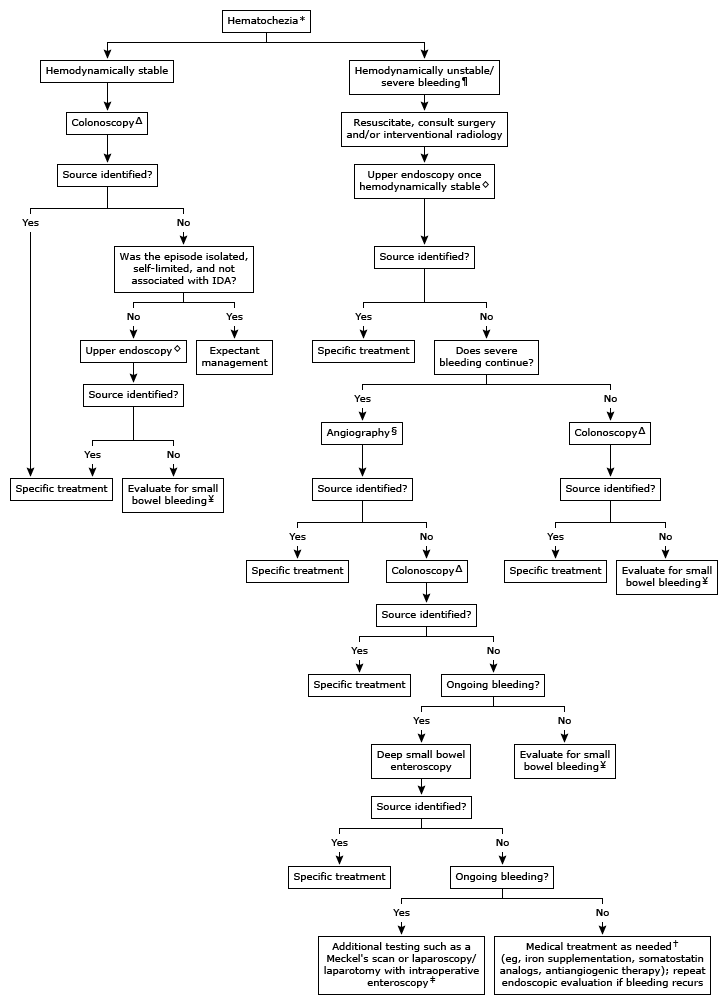 Hematochezia*
Hemodynamically stable
Hemodynamically unstable/
severe bleeding¶
ColonoscopyΔ
Resuscitate, consult surgery
and/or interventional radiology
Source identified?
Upper endoscopy once
hemodynamically stable◇
Yes
No
Was the episode isolated,
self-limited, and not
associated with IDA?
Source identified?
No
Yes
Yes
No
Upper endoscopy◇
Expectant
management
Specific treatment
Does severe
bleeding continue?
Source identified?
Yes
No
Angiography§
ColonoscopyΔ
Yes
No
Specific treatment
Evaluate for small
bowel bleeding¥
Source identified?
Source identified?
Yes
No
Yes
No
Specific treatment
ColonoscopyΔ
Specific treatment
Evaluate for small
bowel bleeding¥
Source identified?
Yes
No
Specific treatment
Ongoing bleeding?
Yes
No
Deep small bowel
enteroscopy
Evaluate for small
bowel bleeding¥
Source identified?
Yes
No
Specific treatment
Ongoing bleeding?
Yes
No
Additional testing such as a
Meckel's scan or laparoscopy/
laparotomy with intraoperative
enteroscopy‡
Medical treatment as needed†
(eg, iron supplementation, somatostatin
analogs, antiangiogenic therapy); repeat
endoscopic evaluation if bleeding recurs